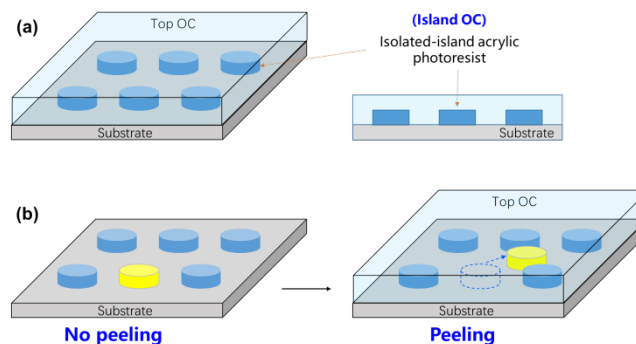 (a)
Top OC
Substrate
(Island OC)
Isolated-island acrylic
photoresist
Substrate
(b)
Substrate
No peeling
Top OC
Substrate
Peeling